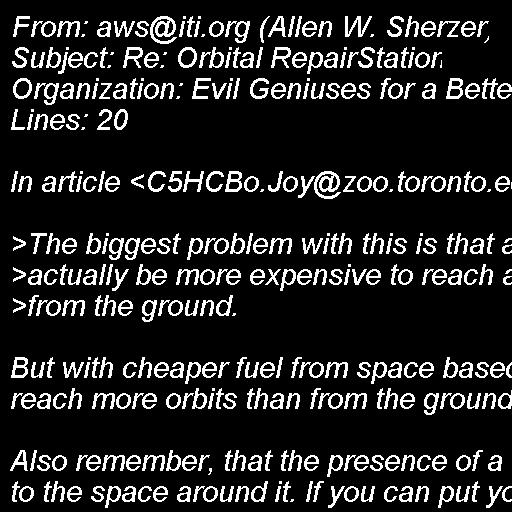 From: aws@iti.org (Allen W. Sherzer)
Subject: Re: Orbital RepairStation
Organization: Evil Geniuses for a Bette
Lines: 20
In article <C5HCBo.Joy@zoo.toronto.e
>The biggest problem with this is that a
>actually be more expensive to reach a
>from the ground.
But with cheaper fuel from space based
reach more orbits than from the ground
Also remember, that the presence of a
to the space around it. If you can put yo